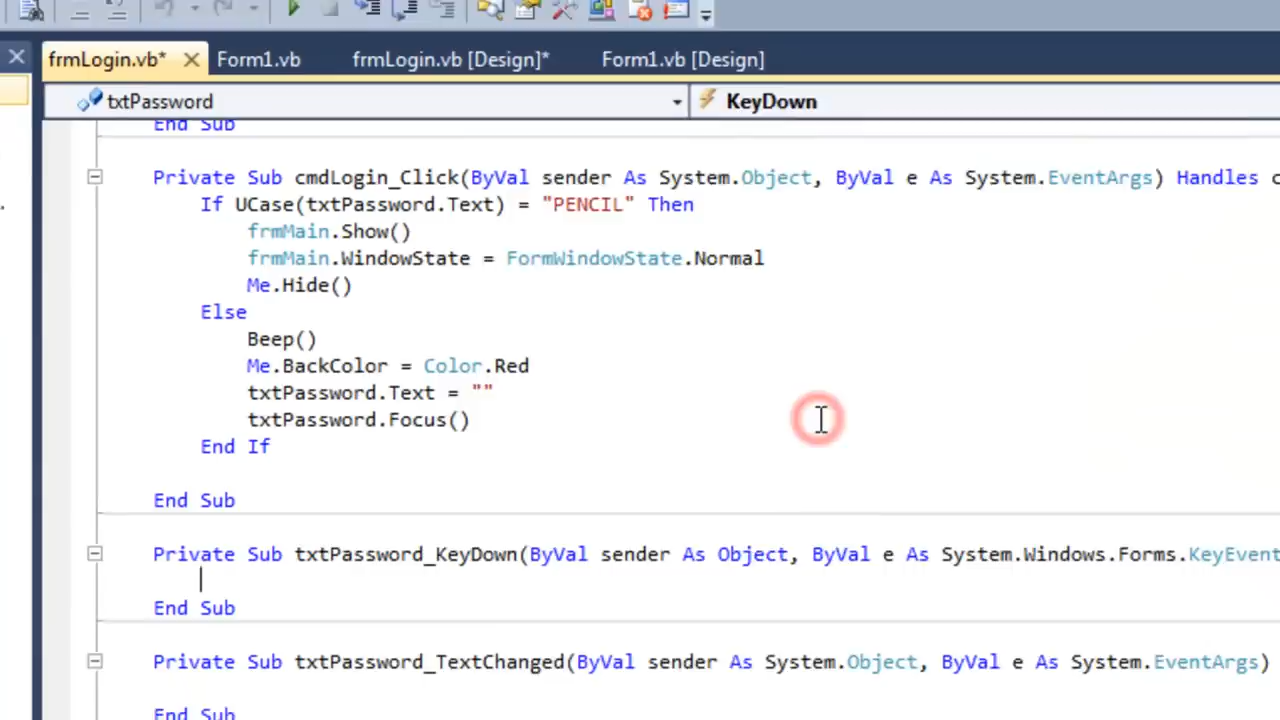 frmLogin.vb* Form1.vb frmLogin.vb [Design]* Form1.vb [Design]
txtPassword KeyDown
End Sub
Private Sub cmdLogin_Click(ByVal sender As System.Object, ByVal e As System.EventArgs) Handles c
If UCase(txtPassword.Text) = "PENCIL" Then
frmMain.Show()
frmMain.WindowState = FormWindowState.Normal
Me.Hide()
Else
Beep()
Me.BackColor = Color.Red
txtPassword.Text = ""
txtPassword.Focus()
End If
End Sub
Private Sub txtPassword_KeyDown(ByVal sender As Object, ByVal e As System.Windows.Forms.KeyEvent
End Sub
Private Sub txtPassword_TextChanged(ByVal sender As System.Object, ByVal e As System.EventArgs)
End Sub